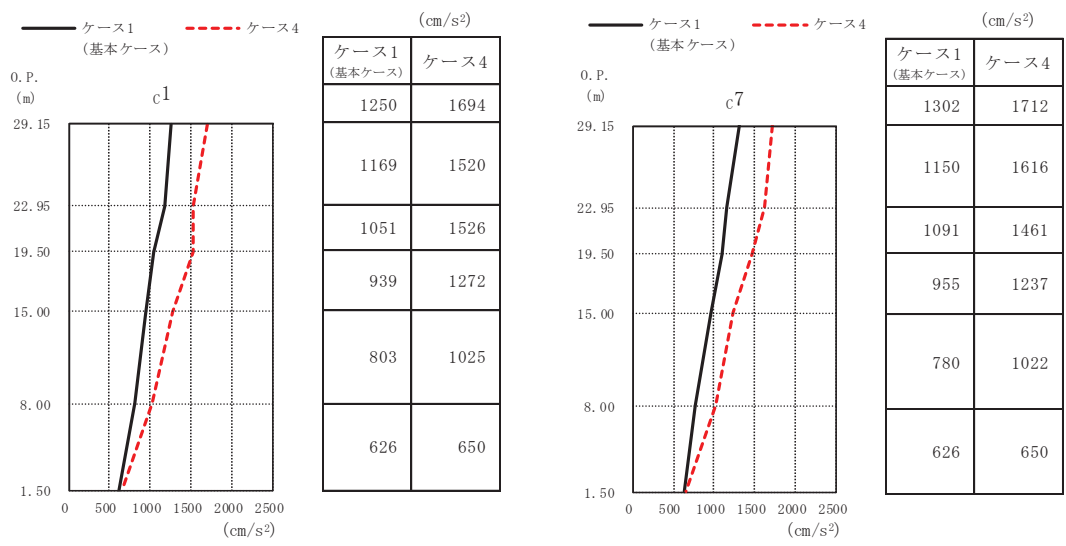 ケース1 ケース4
(基本ケース)
(cm/s²)
ケース1 ケース4
(基本ケース)
O.P.
(m)
C1
1250 1694
1169 1520
1051 1526
939 1272
803 1025
626 650
29.15
22.95
19.50
15.00
8.00
1.50
0 500 1000 1500 2000 2500
(cm/s²)
ケース1 ケース4
(基本ケース)
(cm/s²)
ケース1 ケース4
(基本ケース)
O.P.
(m)
C7
1302 1712
1150 1616
1091 1461
955 1237
780 1022
626 650
29.15
22.95
19.50
15.00
8.00
1.50
0 500 1000 1500 2000 2500
(cm/s²)